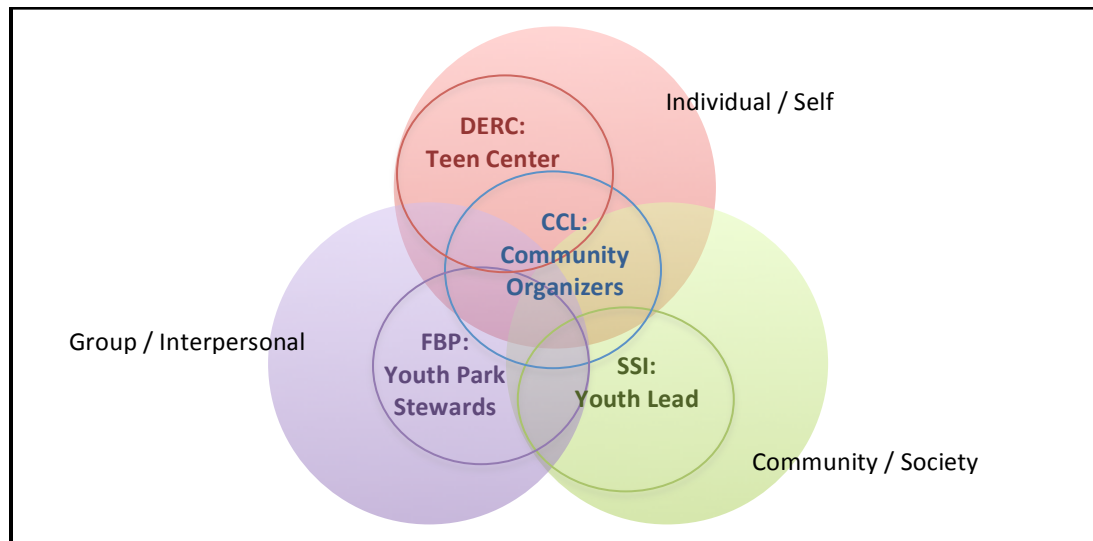 Individual / Self
DERC:
Teen Center
CCL:
Community
Organizers
Group / Interpersonal
FBP:
Youth Park
Stewards
SSI:
Youth Lead
Community / Society